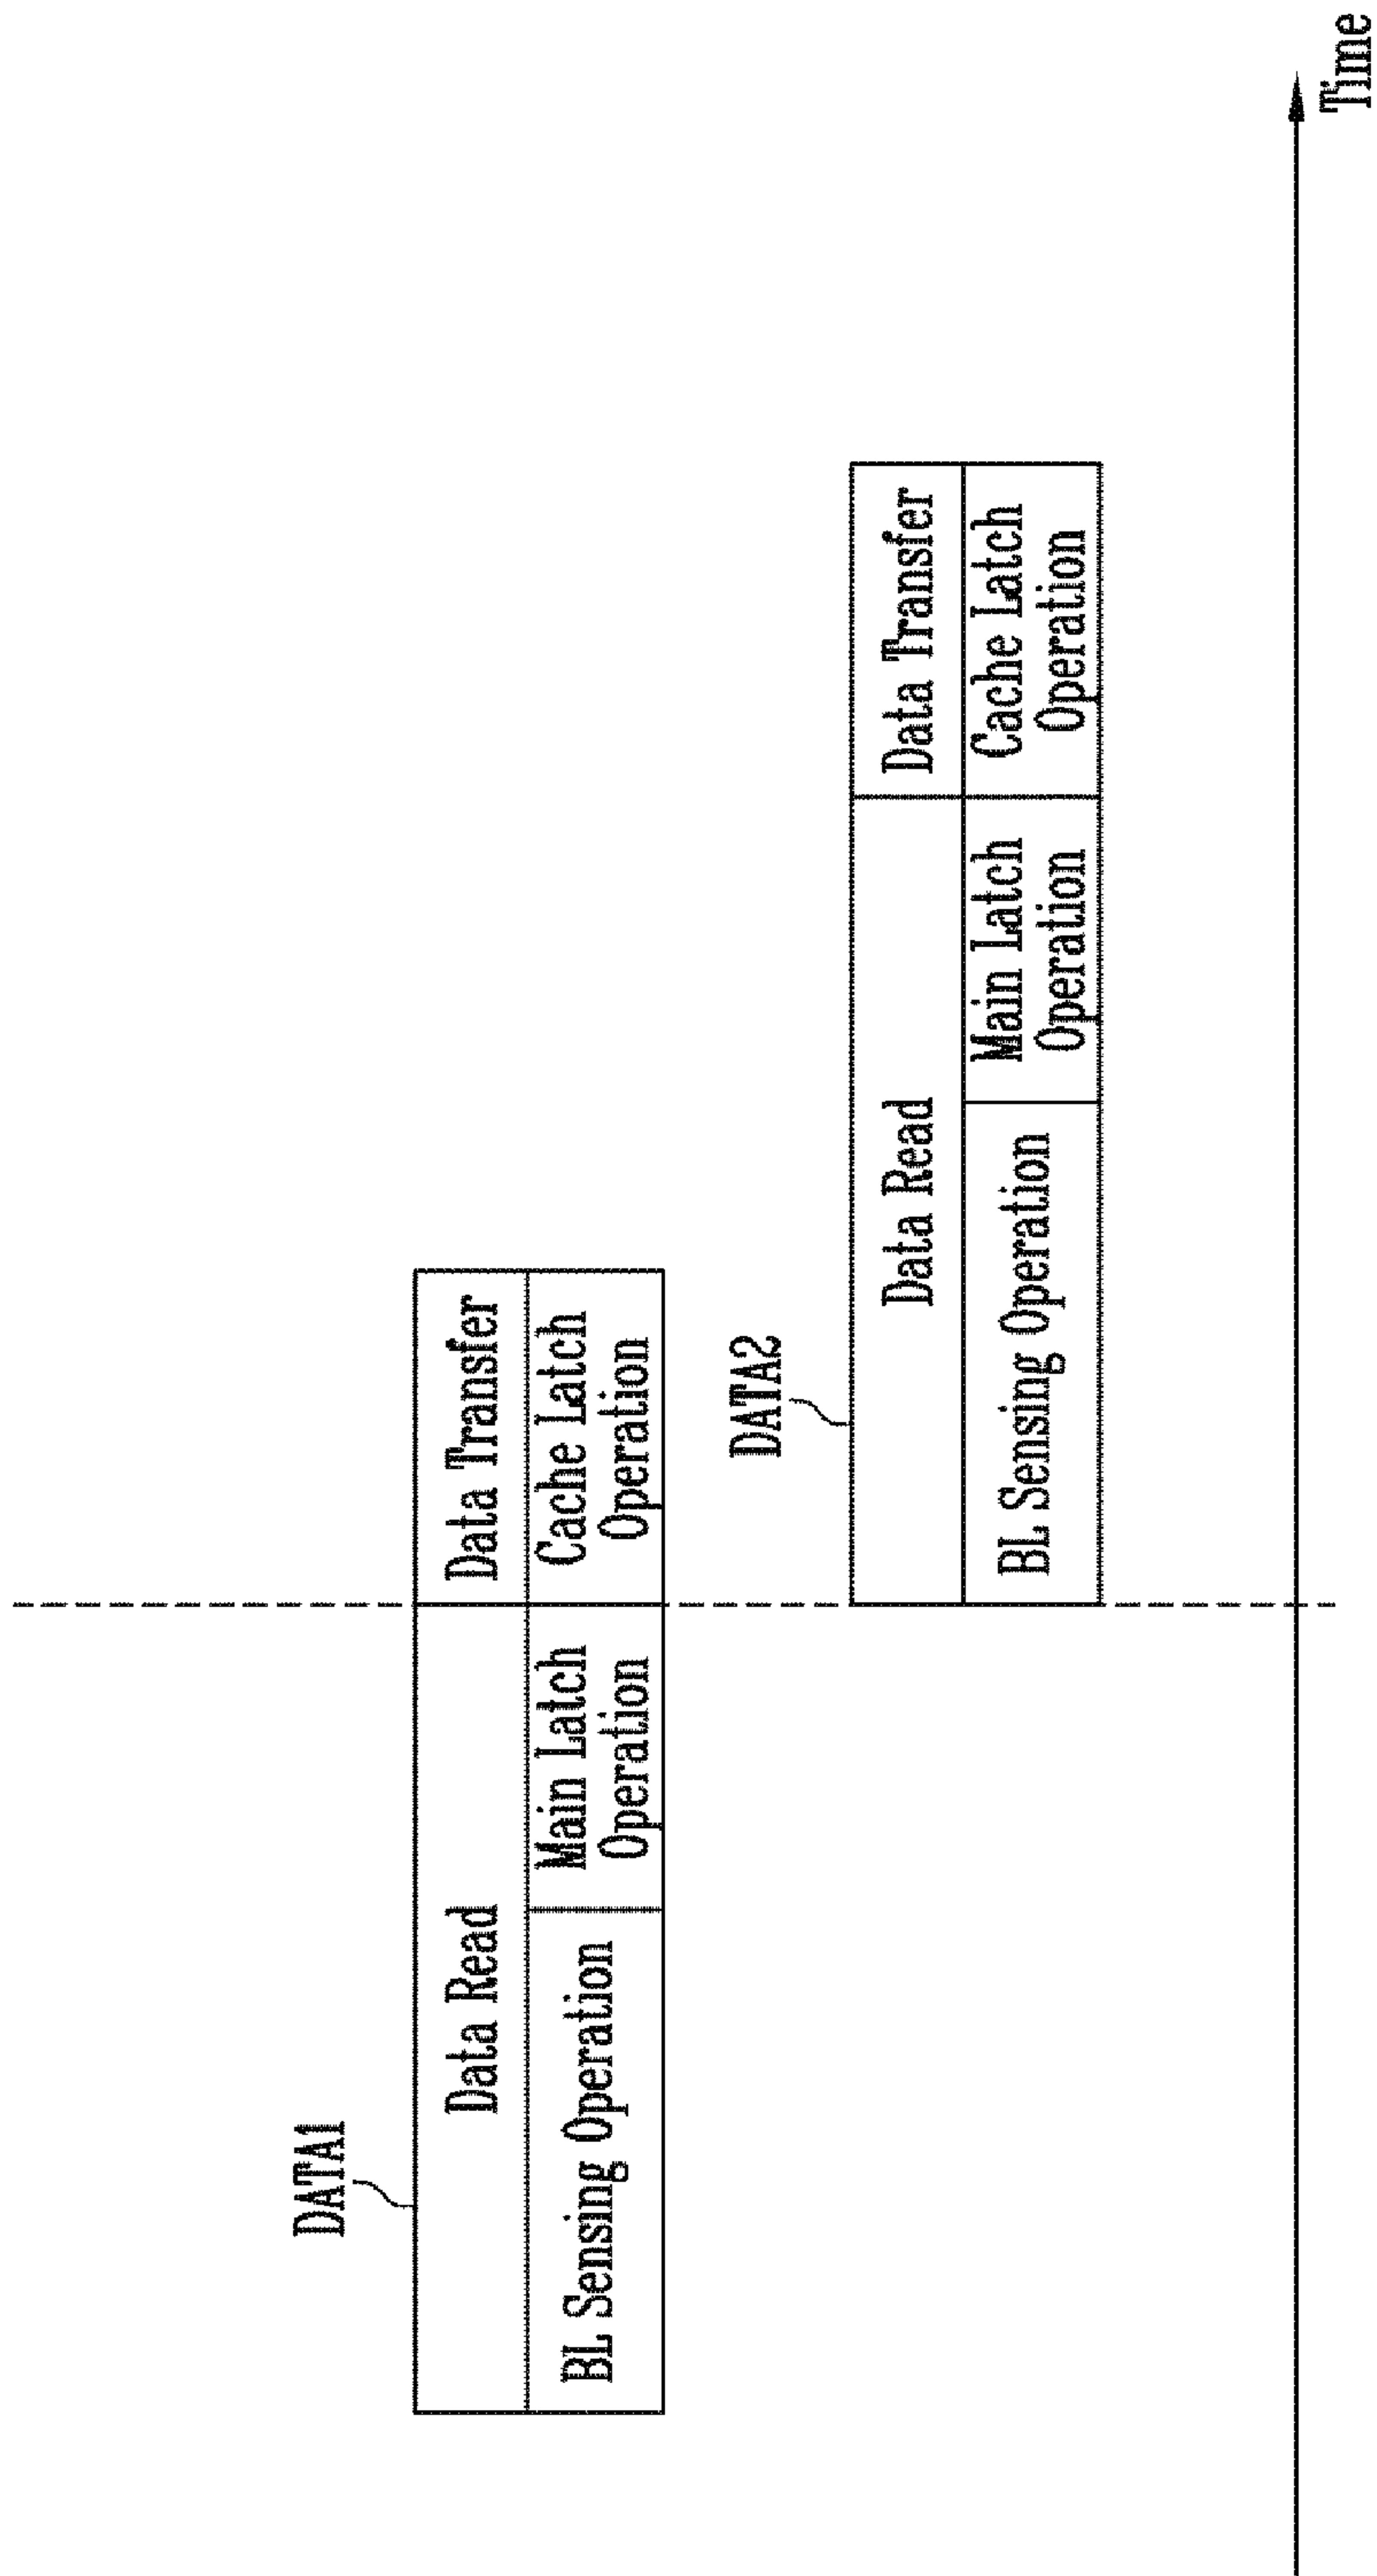 DATA1
Data Read
Data Transfer
BL Sensing Operation
Main Latch
Operation
Cache Latch
Operation
DATA2
Data Read
Data Transfer
BL Sensing Operation
Main Latch
Operation
Cache Latch
Operation
Time